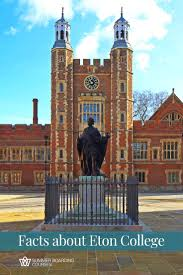 Facts about Eton College
SUMMER BOARDING
COURSES